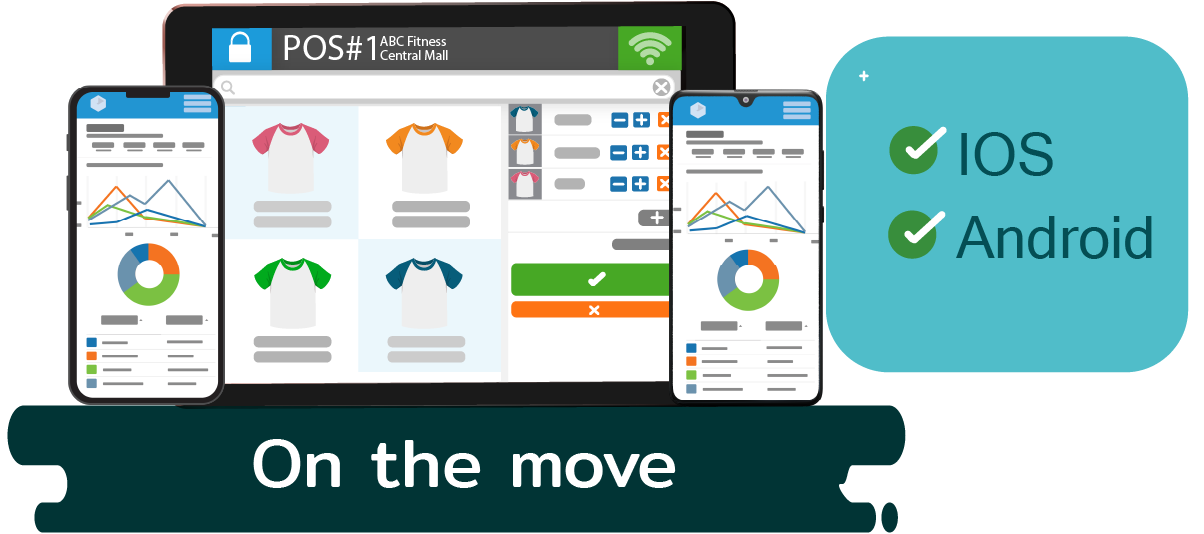 POS#1
ABC Fitness
Central Mall
IOS
Android
On the move